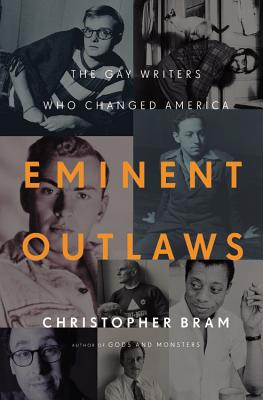 THE GAY WRITERS
WHO CHANGED AMERICA
EMINENT
OUTLAWS
CHRISTOPHER BRAM
AUTHOR OF GODS AND MONSTERS